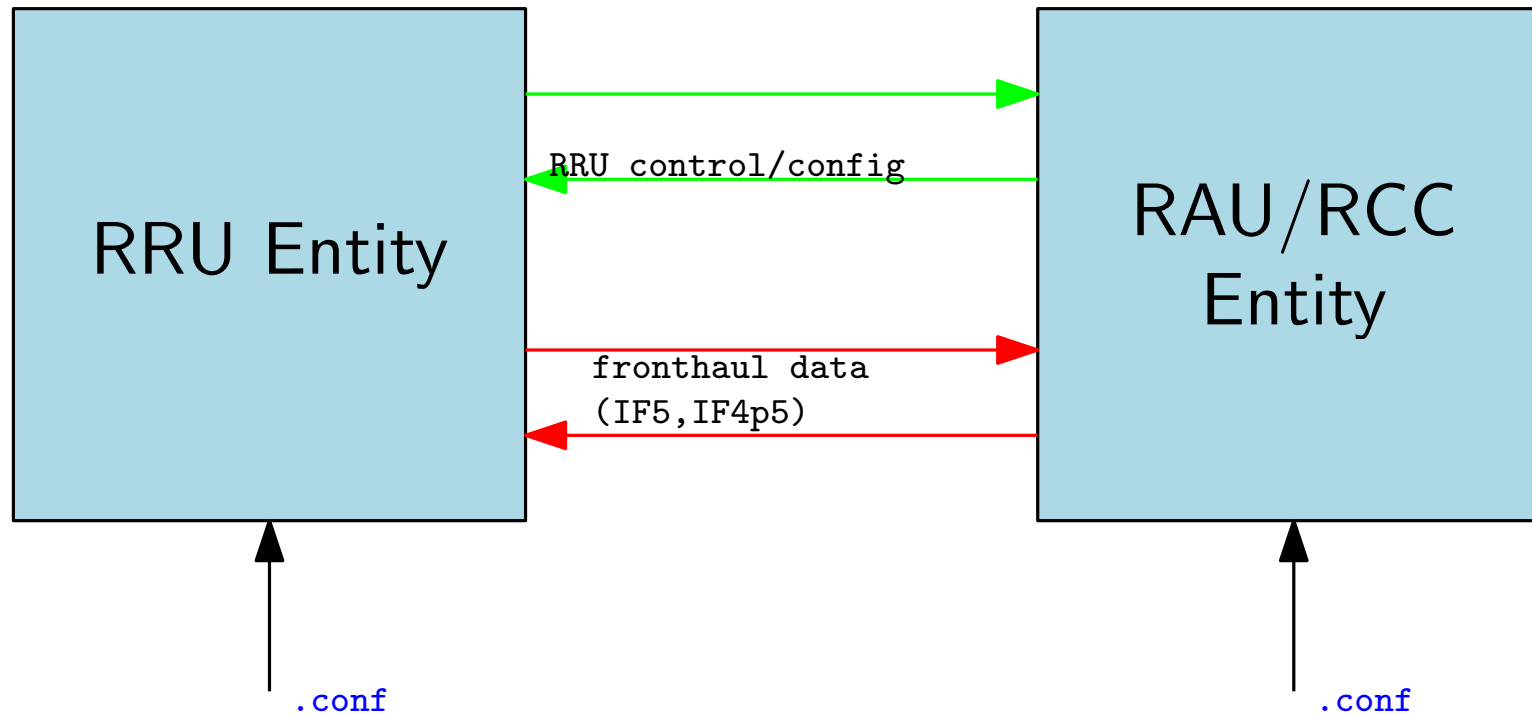 RRU Entity
RRU control/config
fronthaul data
(IF5,IF4p5)
RAU/RCC
Entity
.conf
.conf